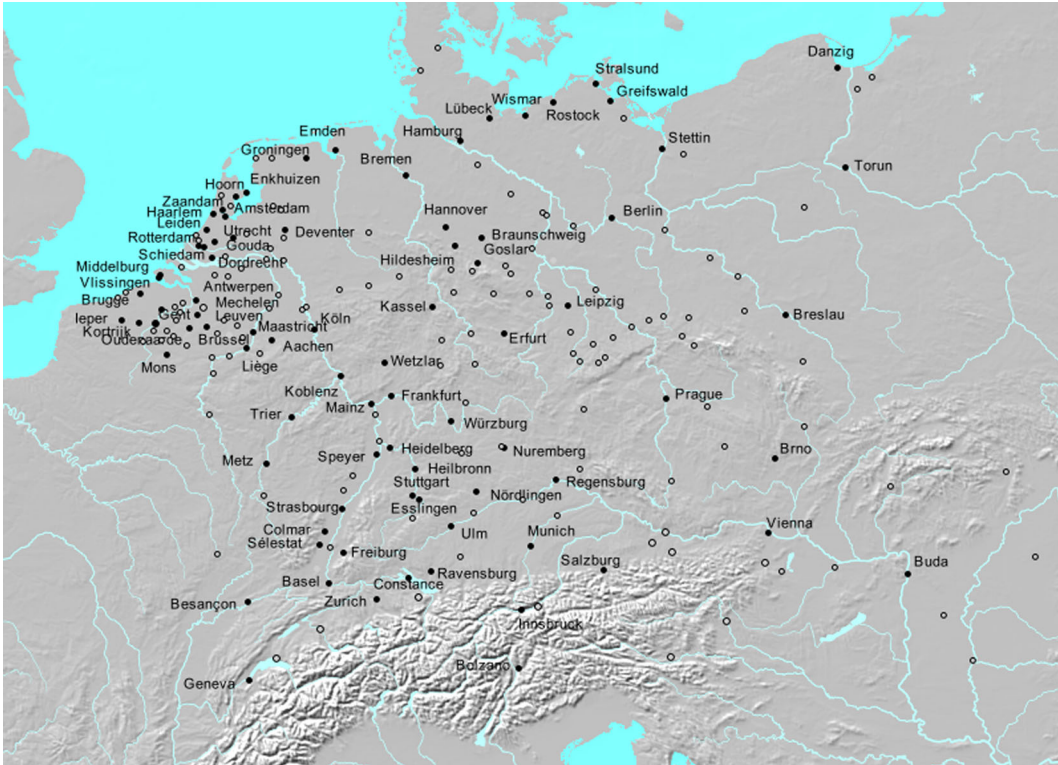 Danzig
Stralsund
Greifswald
Wismar
Lübeck
Rostock
Emden
Hamburg
Stettin
Groningen
Bremen
Torun
Enkhuizen
Hoorn
Zaandam
Amsterdam
Haarlem
Hannover
Berlin
Leiden
Utrecht
Deventer
Braunschweig
Rotterdam
Gouda
Goslar
Schiedam
Dordrecht
Hildesheim
Middelburg
Vlissingen
Antwerpen
Brugge
Mechelen
Kassel
Leipzig
Gent
Leuven
Köln
Breslau
Ieper
Kortrijk
Maastricht
Oudenaarde
Brüssel
Aachen
Erfurt
Mons
Liège
Wetzlar
Koblenz
Frankfurt
Prague
Mainz
Trier
Würzburg
Heidelberg
Nuremberg
Brno
Speyer
Metz
Heilbronn
Stuttgart
Regensburg
Nördlingen
Strasbourg
Esslingen
Colmar
Ulm
Munich
Vienna
Sélestat
Freiburg
Salzburg
Buda
Ravensburg
Basel
Constance
Besançon
Zurich
Innsbruck
Bolzano
Geneva